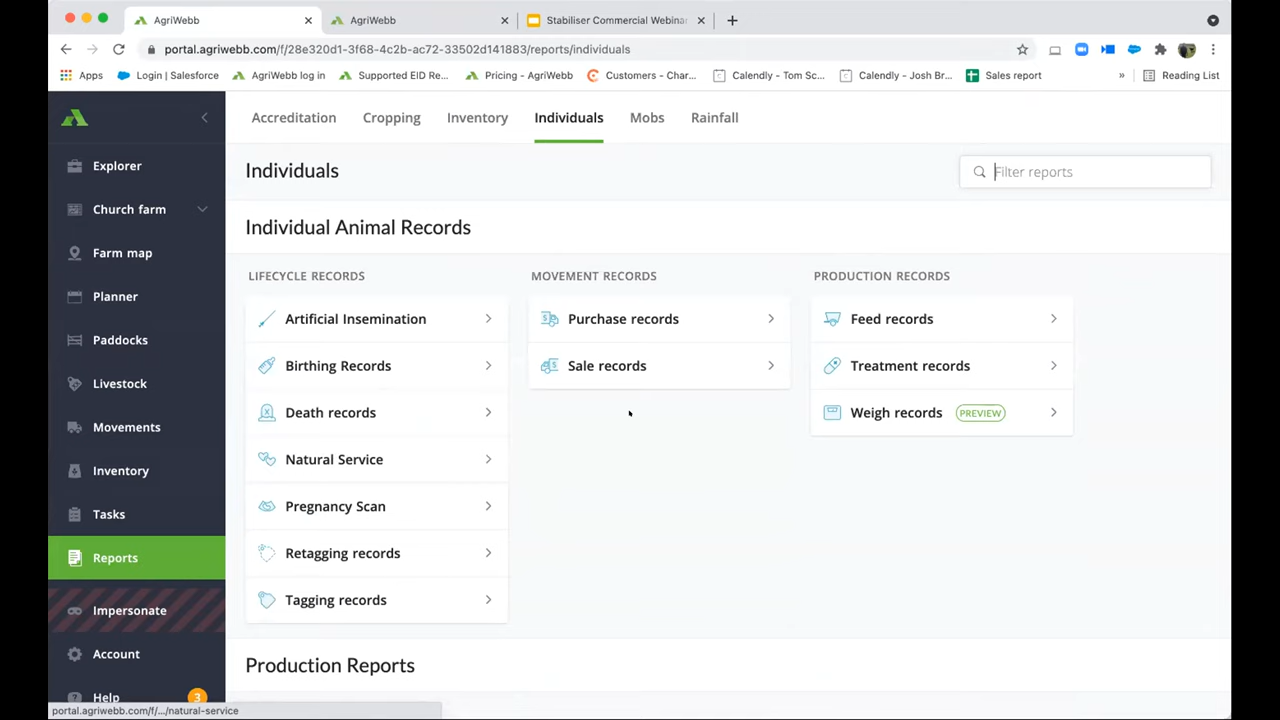 AgriWebb
AgriWebb
Stabiliser Commercial Webinar
portal.agriwebb.com/f/28e320d1-3f68-4c2b-ac72-33502d141883/reports/individuals
Apps
Login | Salesforce
AgriWebb log in
Supported EID Re...
Pricing - AgriWebb
Customers - Char...
Calendly - Tom Sc...
Calendly - Josh Br...
Sales report
»
Reading List
Accreditation
Cropping
Inventory
Individuals
Mobs
Rainfall
Explorer
Church farm
Farm map
Planner
Paddocks
Livestock
Movements
Inventory
Tasks
Reports
Impersonate
Account
Help
3
Individuals
Filter reports
Individual Animal Records
LIFECYCLE RECORDS
Artificial Insemination
Birthing Records
Death records
Natural Service
Pregnancy Scan
Retagging records
Tagging records
MOVEMENT RECORDS
Purchase records
Sale records
PRODUCTION RECORDS
Feed records
Treatment records
Weigh records PREVIEW
Production Reports
portal.agriwebb.com/f/.../natural-service